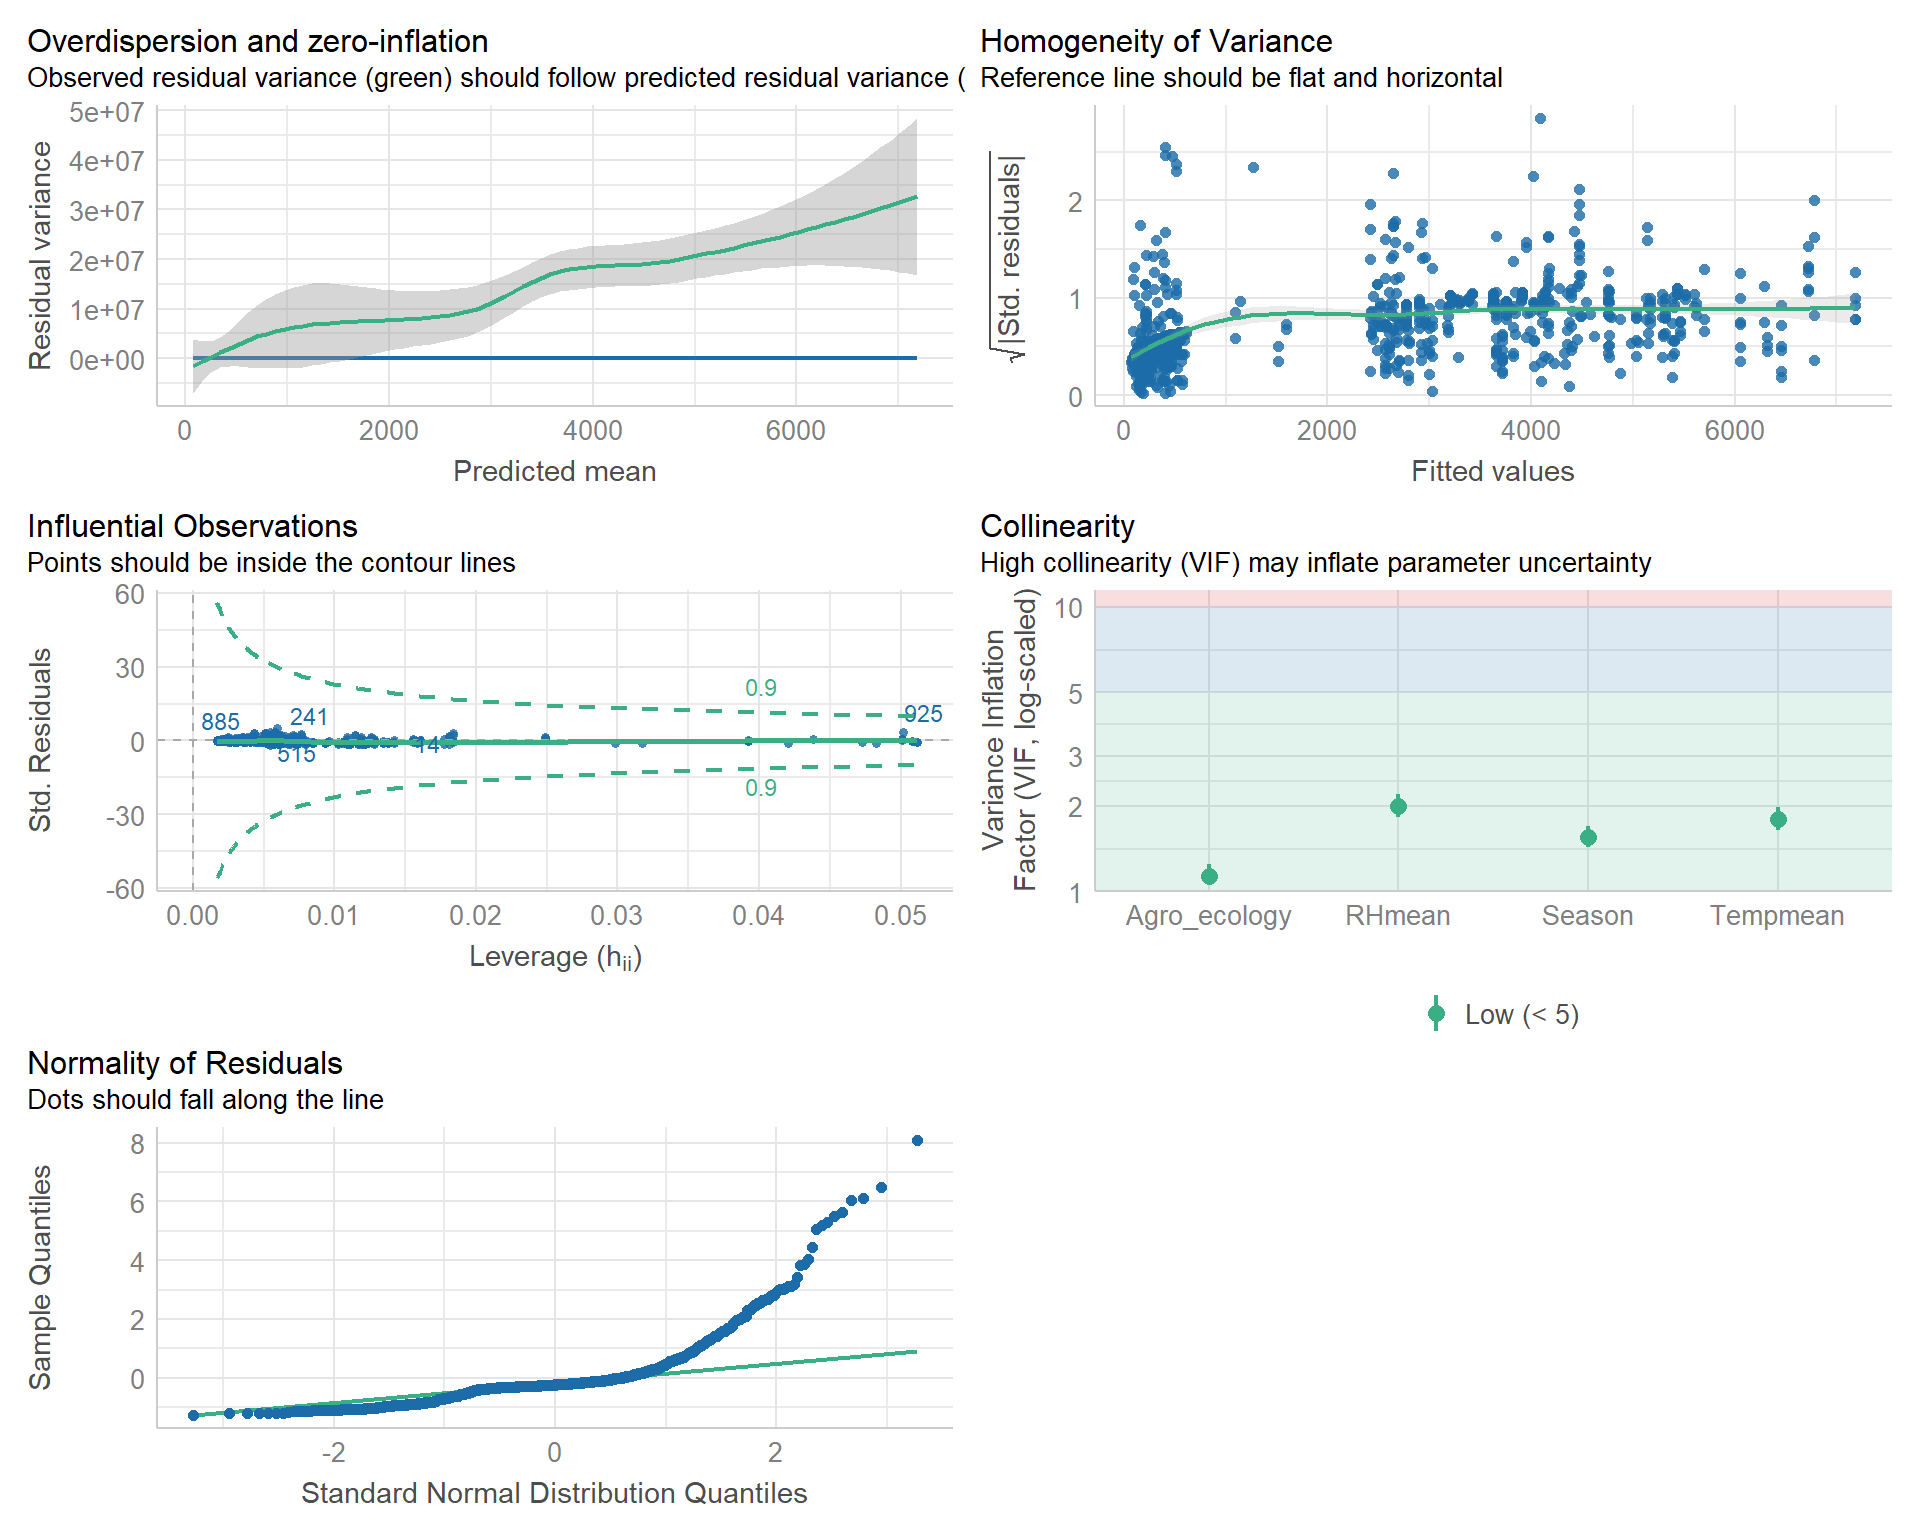 Overdispersion and zero-inflation
Observed residual variance (green) should follow predicted residual variance (
5e+07
4e+07
3e+07
2e+07
1e+07
0e+00
Residual variance
0 2000 4000 6000
Predicted mean
Homogeneity of Variance
Reference line should be flat and horizontal
2
1
0
√|Std. residuals|
0 2000 4000 6000
Fitted values
Influential Observations
Points should be inside the contour lines
60
30
0
-30
-60
Std. Residuals
0.9
885
241
925
515
14
0.9
0.00 0.01 0.02 0.03 0.04 0.05
Leverage (hii)
Collinearity
High collinearity (VIF) may inflate parameter uncertainty
10
5
3
2
1
Variance Inflation
Factor (VIF, log-scaled)
Agro_ecology RHmean Season Tempmean
Low (< 5)
Normality of Residuals
Dots should fall along the line
8
6
4
2
0
Sample Quantiles
-2 0 2
Standard Normal Distribution Quantiles